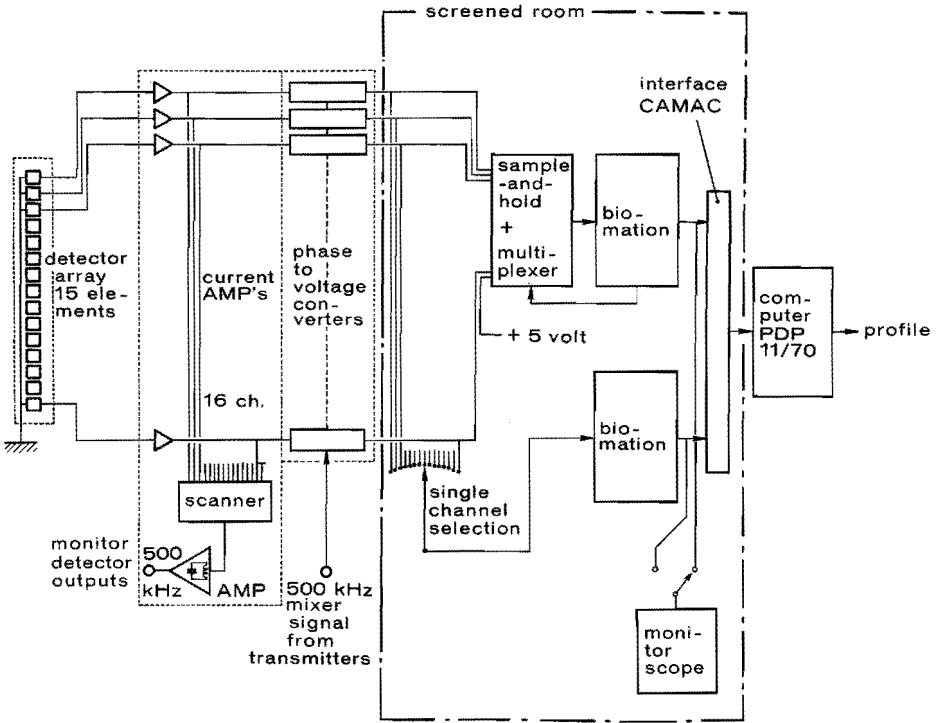 screened room
interface
CAMAC
sample
-and-
hold
+
multi-
plexer
bio-
mation
detector
array
15 ele-
ments
current
AMP's
phase
to
voltage
con-
verters
+ 5 volt
com-
puter
PDP
11/70
profile
16 ch.
bio-
mation
scanner
single
channel
selection
monitor
detector
outputs
500
kHz
AMP
500 kHz
mixer
signal
from
transmitters
moni-
tor
scope